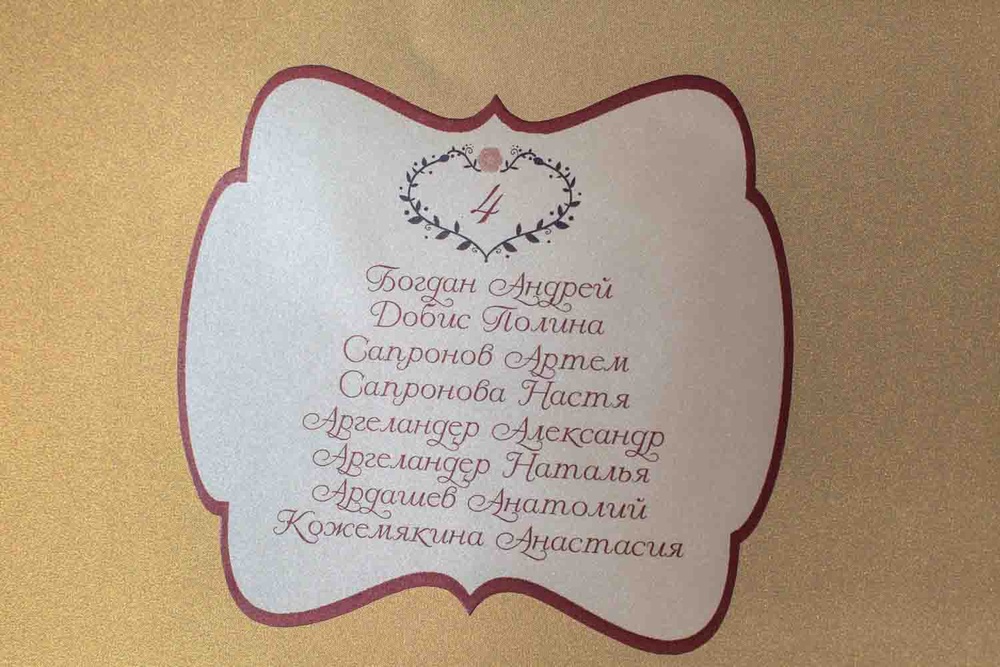 4
Богдан Андрей
Добис Полина
Сапронов Артем
Сапронова Настя
Аргеландер Александр
Аргеландер Наталья
Ардашев Анатолий
Кожемякина Анастасия